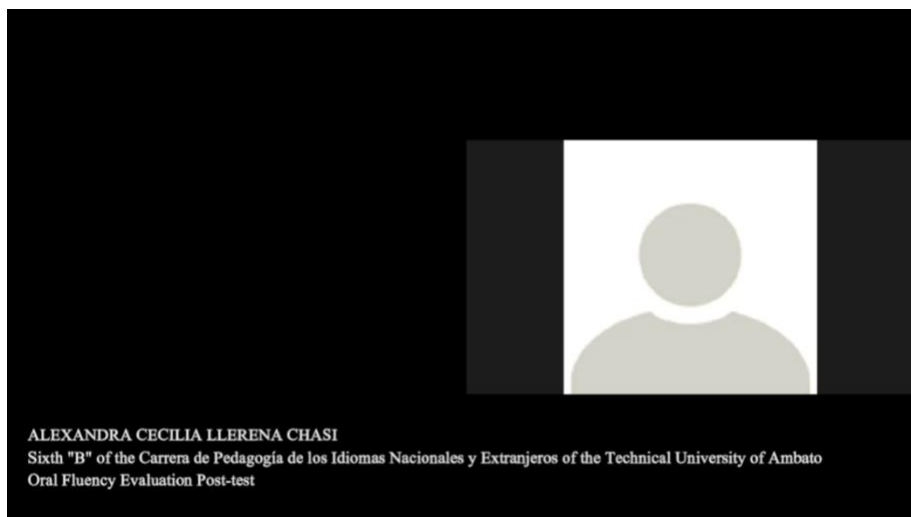 ALEXANDRA CECILIA LLERENA CHASI
Sixth "B" of the Carrera de Pedagogía de los Idiomas Nacionales y Extranjeros of the Technical University of Ambato
Oral Fluency Evaluation Post-test